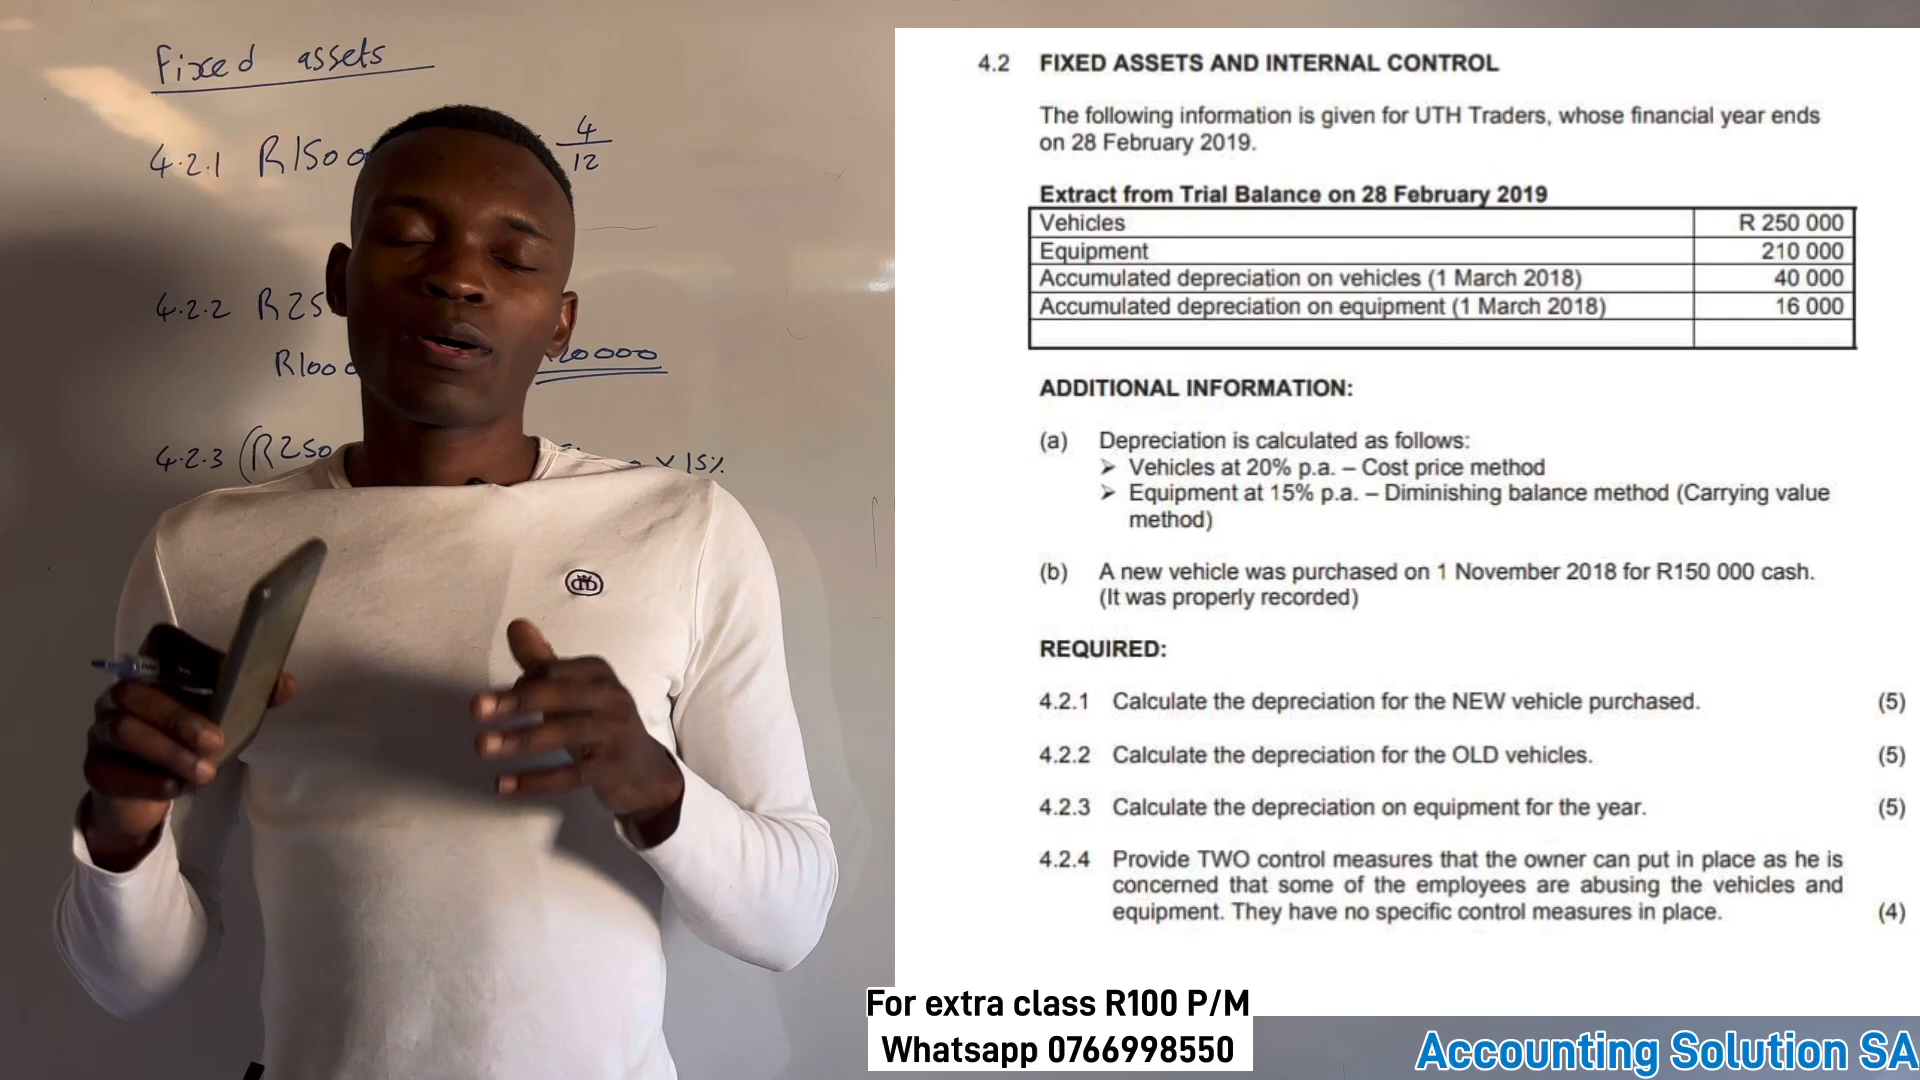 Fixed assets
4.2.1 R1500
4
12
4.2.2 R25
R1000
20000
4.2.3 (R250
x 15%
4.2 FIXED ASSETS AND INTERNAL CONTROL
The following information is given for UTH Traders, whose financial year ends
on 28 February 2019.
Extract from Trial Balance on 28 February 2019
Vehicles R 250 000
Equipment 210 000
Accumulated depreciation on vehicles (1 March 2018) 40 000
Accumulated depreciation on equipment (1 March 2018) 16 000
ADDITIONAL INFORMATION:
(a) Depreciation is calculated as follows:
➢ Vehicles at 20% p.a. – Cost price method
➢ Equipment at 15% p.a. – Diminishing balance method (Carrying value
method)
(b) A new vehicle was purchased on 1 November 2018 for R150 000 cash.
(It was properly recorded)
REQUIRED:
4.2.1 Calculate the depreciation for the NEW vehicle purchased. (5)
4.2.2 Calculate the depreciation for the OLD vehicles. (5)
4.2.3 Calculate the depreciation on equipment for the year. (5)
4.2.4 Provide TWO control measures that the owner can put in place as he is
concerned that some of the employees are abusing the vehicles and
equipment. They have no specific control measures in place. (4)
For extra class R100 P/M
Whatsapp 0766998550
Accounting Solution SA